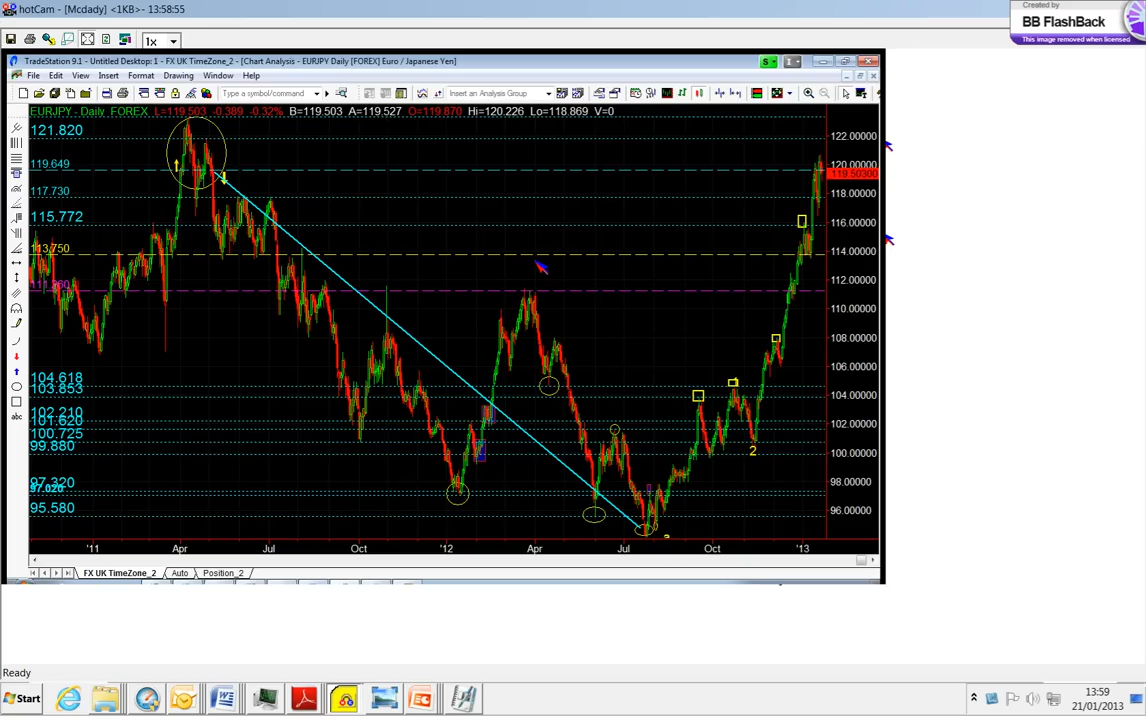 hotCam - [Mcdady] <1KB>- 13:58:55
Created by
BB FlashBack
This image removed when licensed
1x
TradeStation 9.1 - Untitled Desktop: 1 - FX UK TimeZone_2 - [Chart Analysis - EURJPY Daily [FOREX] Euro / Japanese Yen]
S
I
File Edit View Insert Format Drawing Window Help
Type a symbol/command
Insert an Analysis Group
EURJPY - Daily FOREX L=119.503 -0.389 -0.32% B=119.503 A=119.527 O=119.870 Hi=120.226 Lo=118.869 V=0
121.820
119.649
117.730
115.772
113.750
104.618
103.853
102.210
101.620
100.725
99.880
97.320
97.020
95.580
2
122.00000
120.00000
119.50300
118.00000
116.00000
114.00000
112.00000
110.00000
108.00000
106.00000
104.00000
102.00000
100.00000
98.00000
96.00000
'11 Apr Jul Oct '12 Apr Jul Oct '13
abc
FX UK TimeZone_2 Auto Position_2
Ready
Start
13:59
21/01/2013